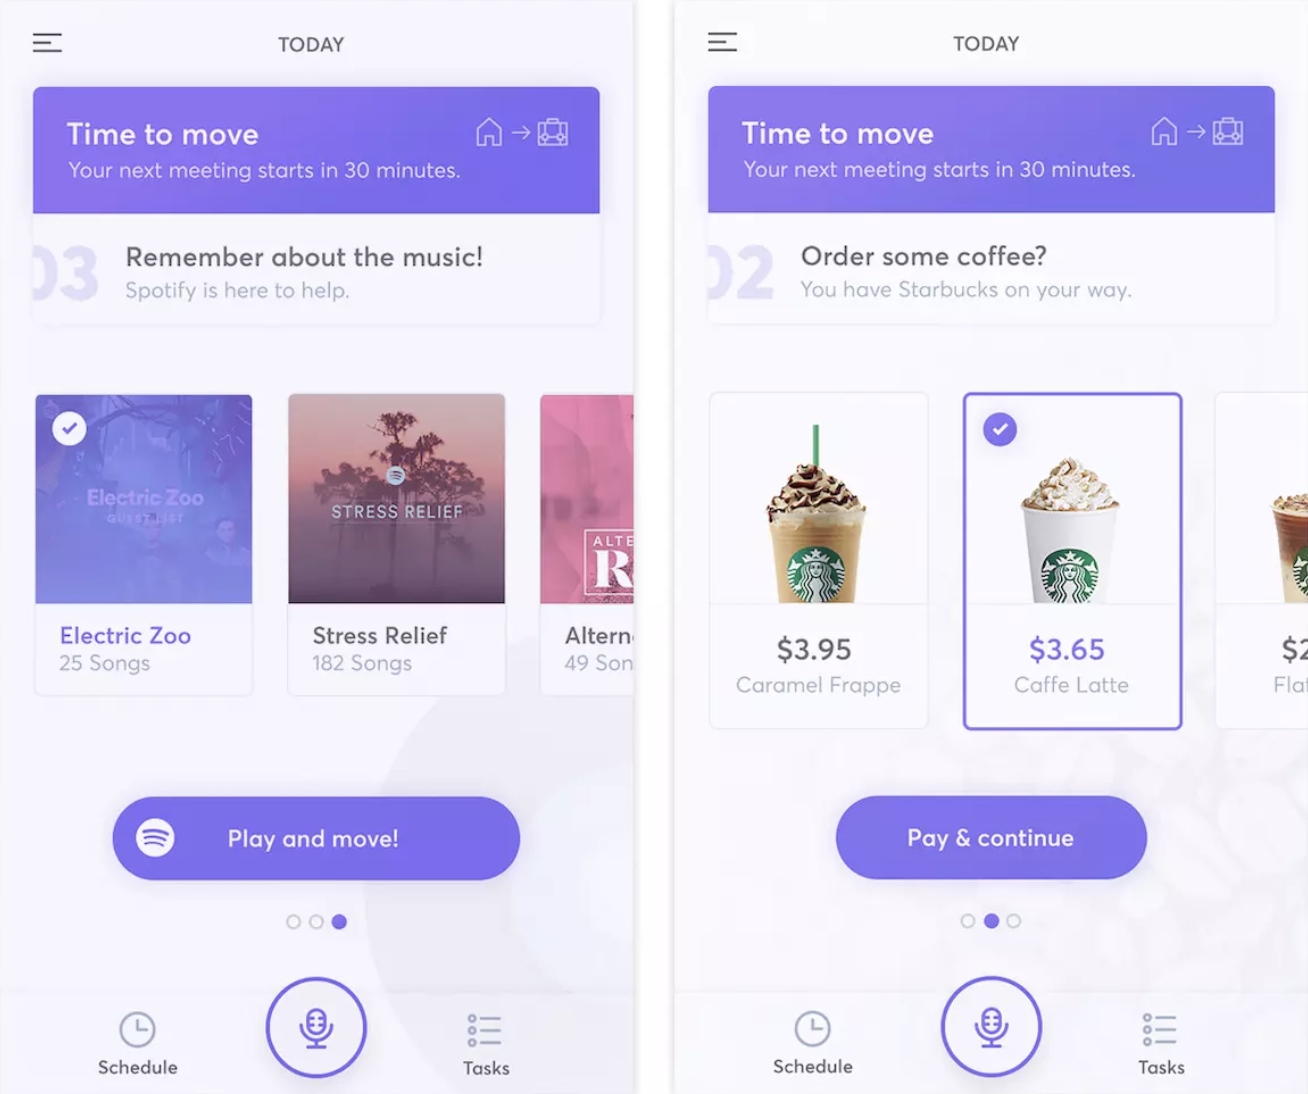 TODAY
Time to move
Your next meeting starts in 30 minutes.
03
Remember about the music!
Spotify is here to help.
Electric Zoo
GUEST LIST
STRESS RELIEF
ALTE
R
Electric Zoo
25 Songs
Stress Relief
182 Songs
Altern
49 Son
Play and move!
Schedule
Tasks
TODAY
Time to move
Your next meeting starts in 30 minutes.
02
Order some coffee?
You have Starbucks on your way.
$3.95
Caramel Frappe
$3.65
Caffe Latte
$2
Flat
Pay & continue
Schedule
Tasks